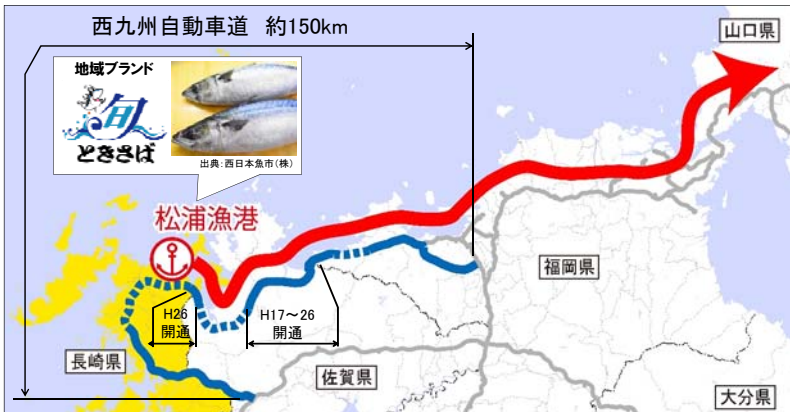 西九州自動車道 約150km
山口県
地域ブランド
旬
ときさば
出典:西日本魚市(株)
松浦漁港
福岡県
H26
開通
H17～26
開通
長崎県
佐賀県
大分県